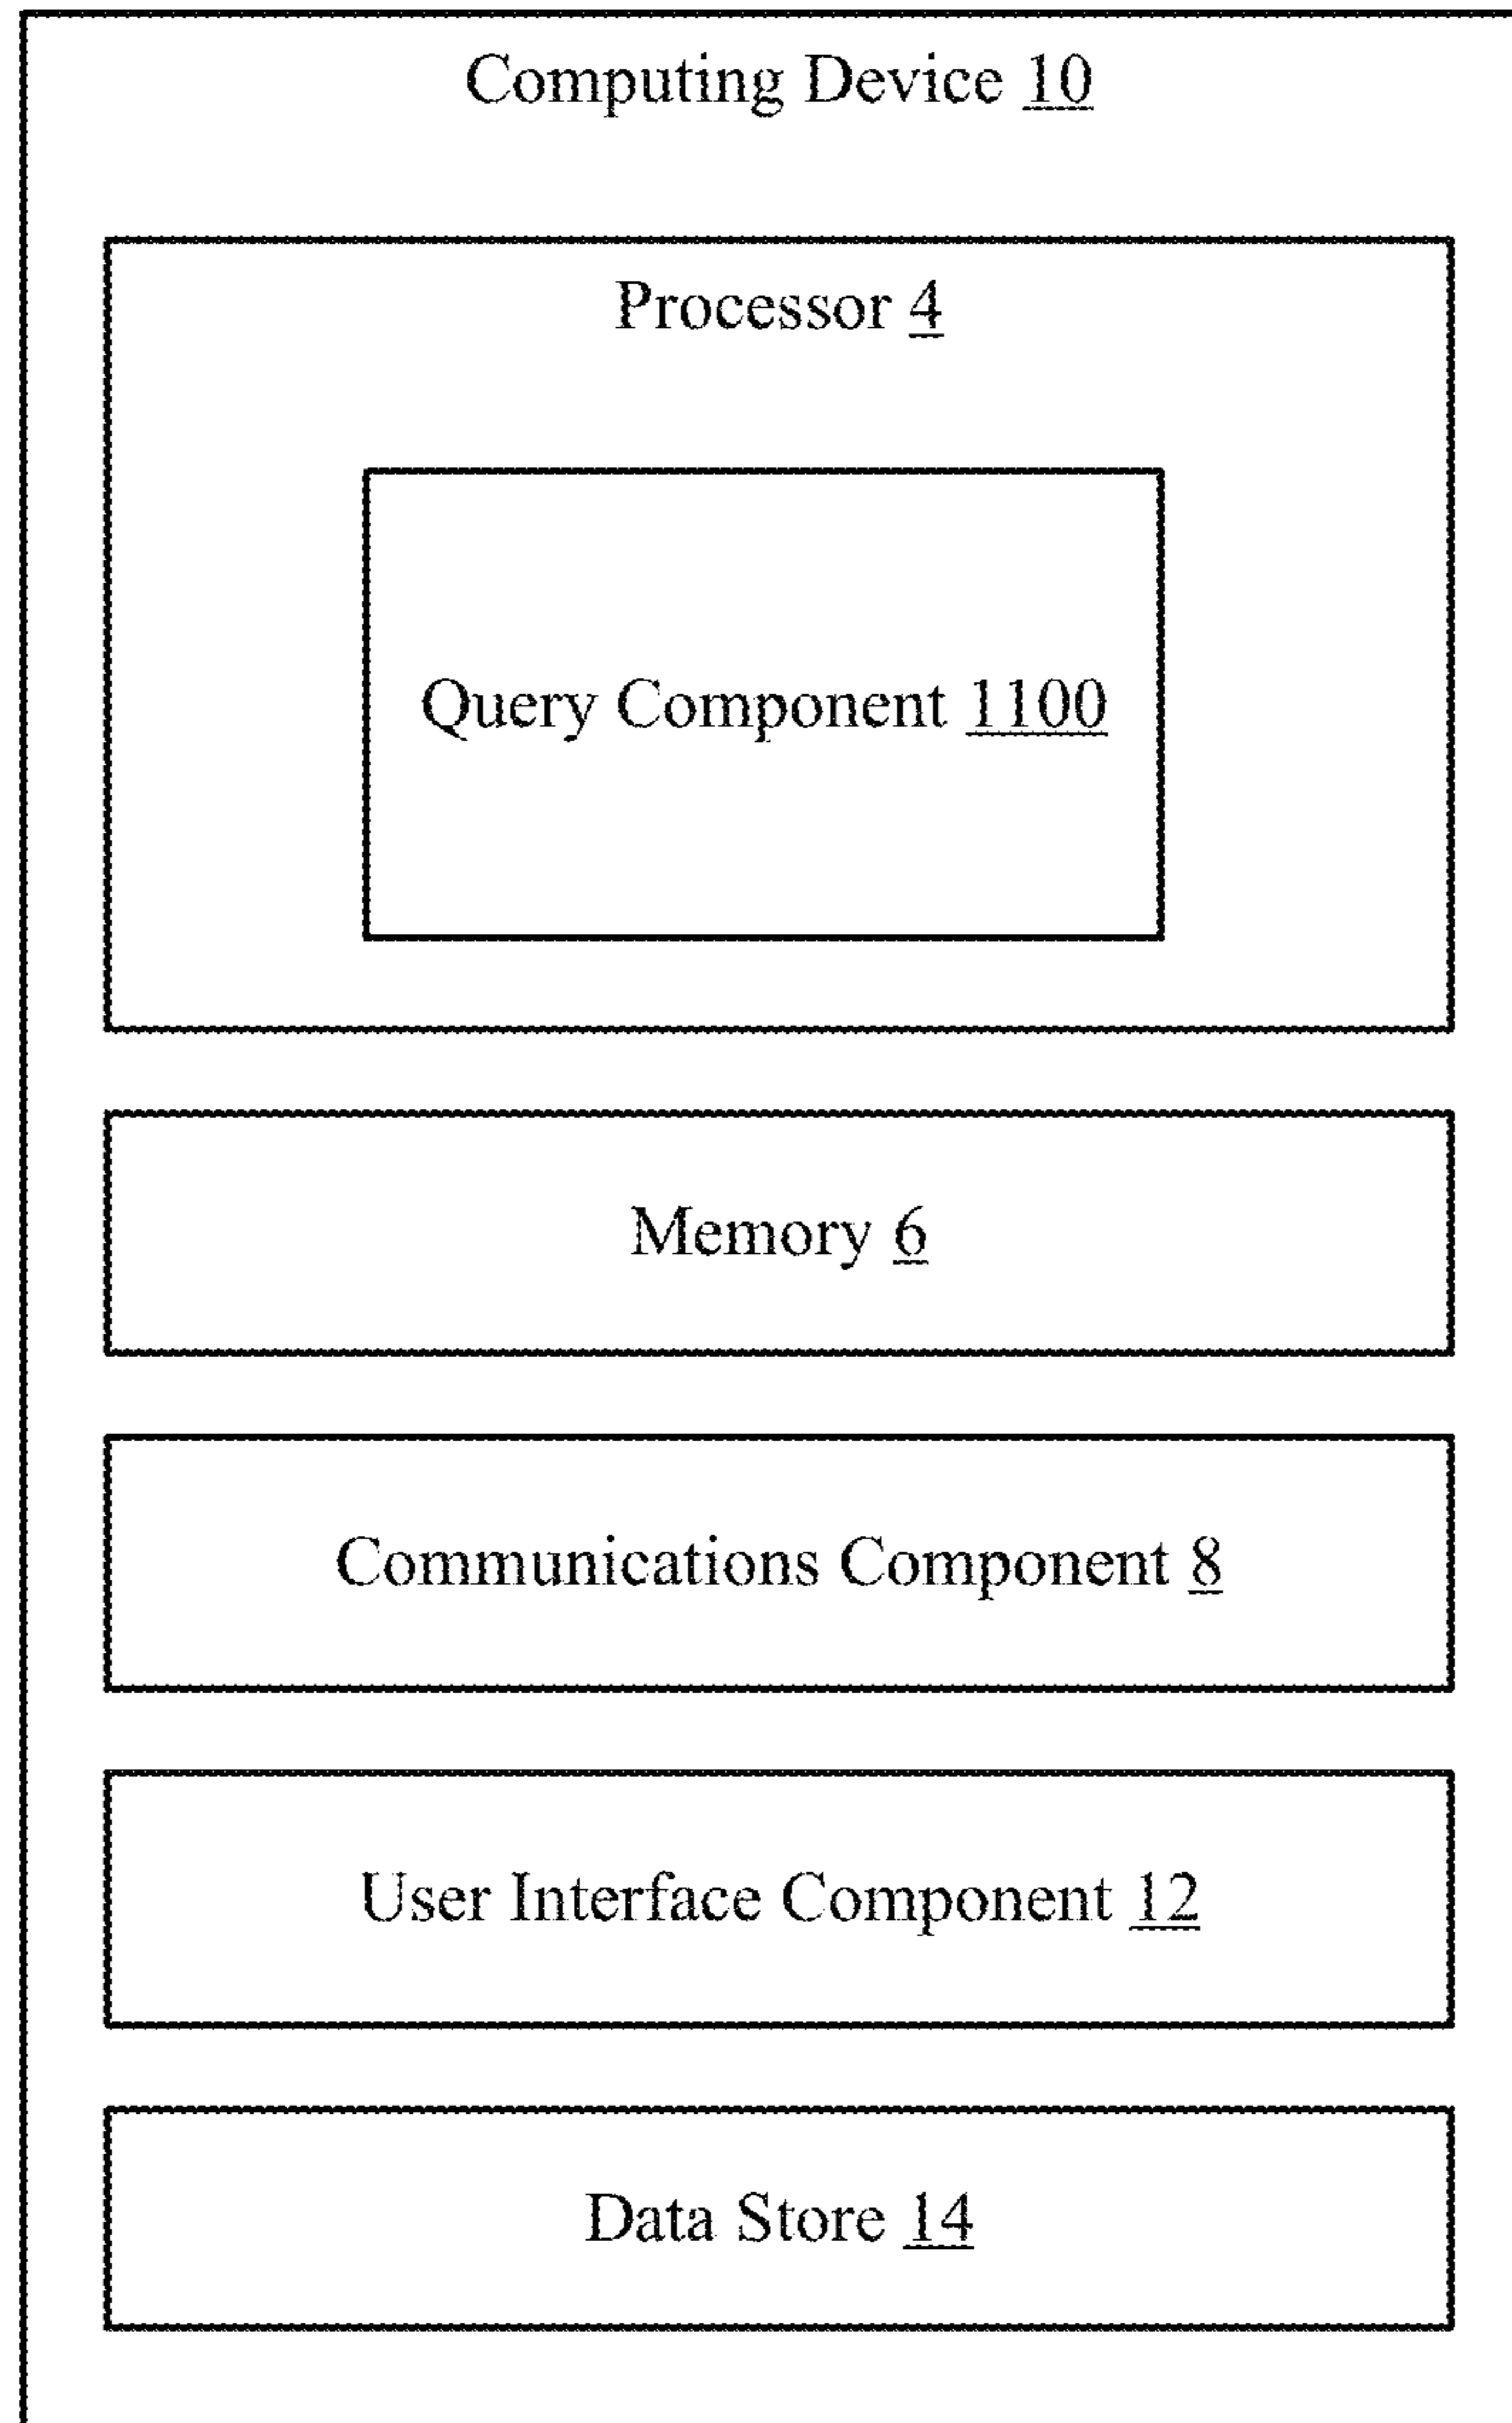 Computing Device 10
Processor 4
Query Component 1100
Memory 6
Communications Component 8
User Interface Component 12
Data Store 14